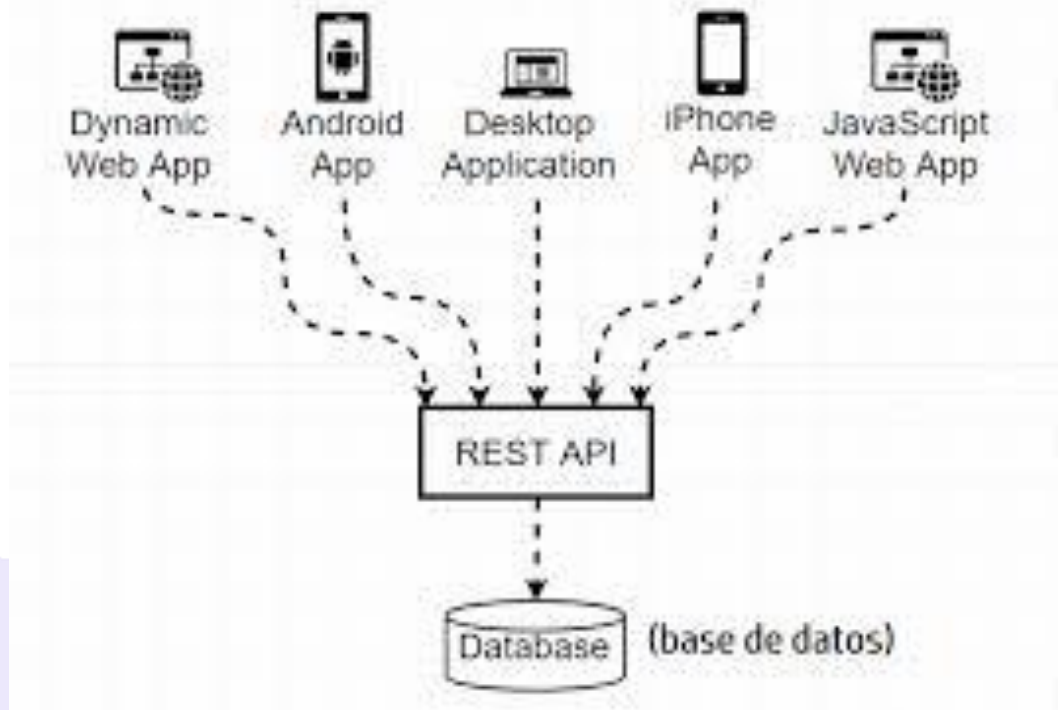 Dynamic
Web App
Android
App
Desktop
Application
iPhone
App
JavaScript
Web App
REST API
Database
(base de datos)